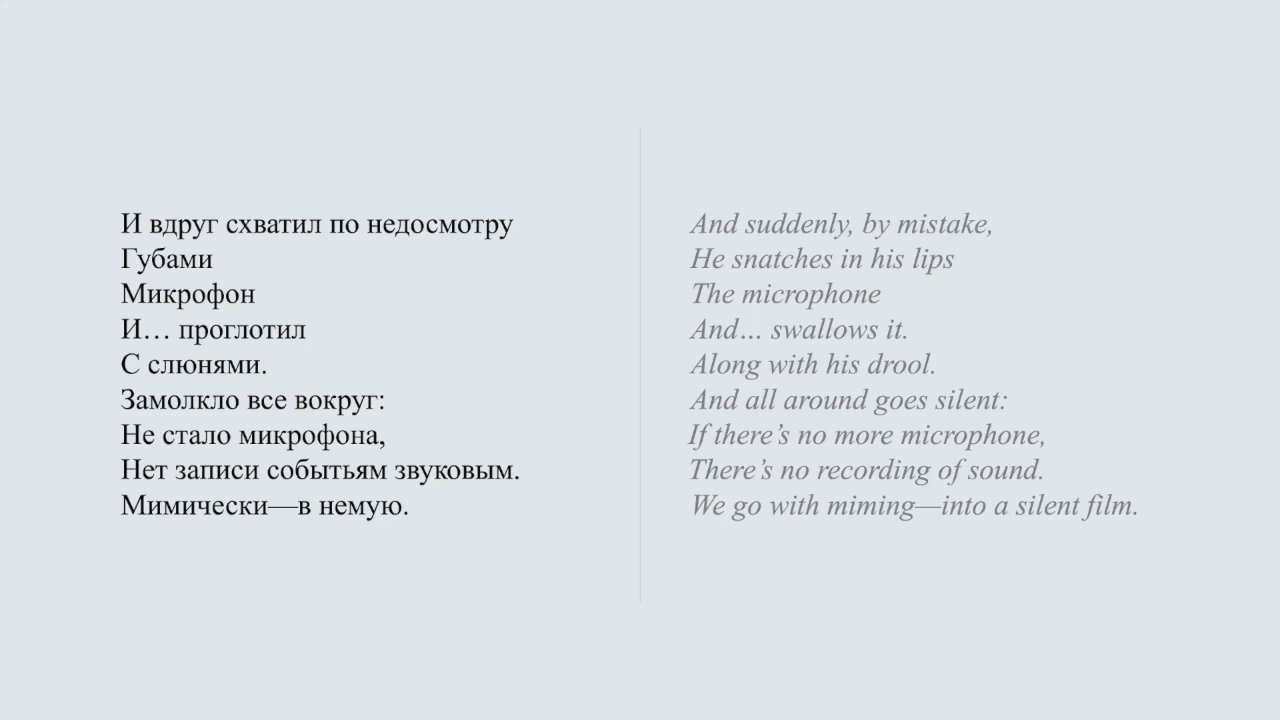 И вдруг схватил по недосмотру
Губами
Микрофон
И… проглотил
С слюнями.
Замолкло все вокруг:
Не стало микрофона,
Нет записи событьям звуковым.
Мимически—в немую.
And suddenly, by mistake,
He snatches in his lips
The microphone
And… swallows it.
Along with his drool.
And all around goes silent:
If there’s no more microphone,
There’s no recording of sound.
We go with miming—into a silent film.